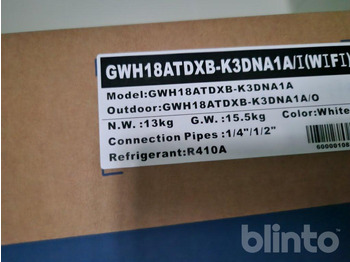 GWH18ATDXB-K3DNA1A/I(WIFI)
Model:GWH18ATDXB-K3DNA1A
Outdoor:GWH18ATDXB-K3DNA1A/O
N.W.:13kg G.W.:15.5kg Color:White
Connection Pipes:1/4"/1/2"
Refrigerant:R410A
blinto